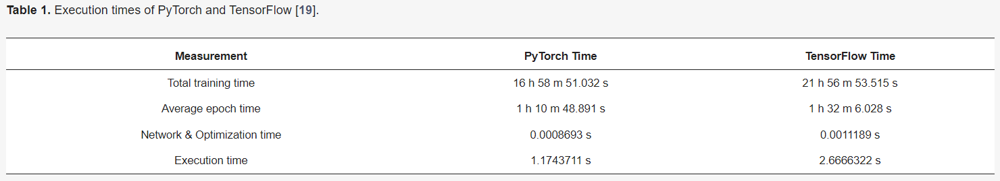 Table 1. Execution times of PyTorch and TensorFlow [19].
Measurement PyTorch Time TensorFlow Time
Total training time 16 h 58 m 51.032 s 21 h 56 m 53.515 s
Average epoch time 1 h 10 m 48.891 s 1 h 32 m 6.028 s
Network & Optimization time 0.0008693 s 0.0011189 s
Execution time 1.1743711 s 2.6666322 s